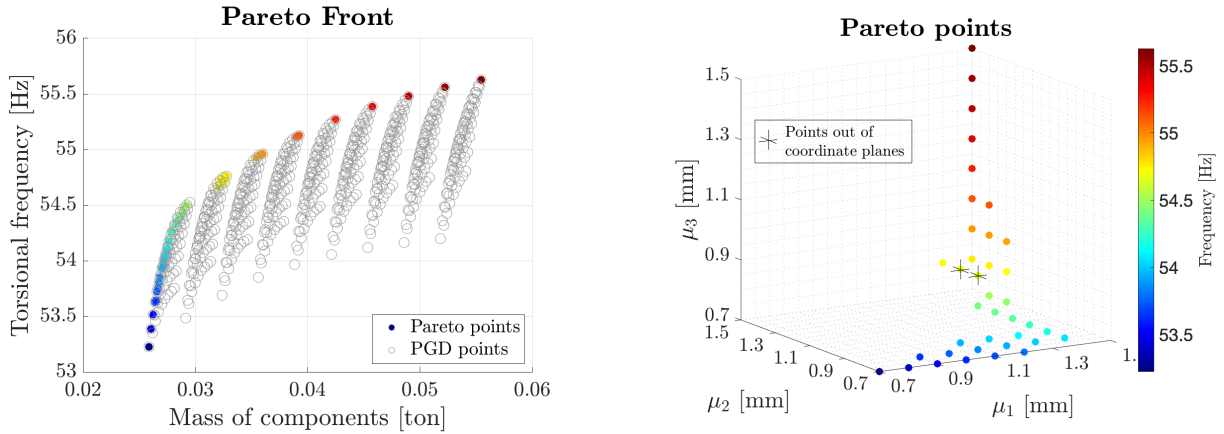 Pareto Front
56
55.5
55
54.5
54
53.5
53
Torsional frequency [Hz]
0.02
0.03
0.04
0.05
0.06
Mass of components [ton]
Pareto points
PGD points
Pareto points
1.5
1.3
1.1
0.9
0.7
μ3 [mm]
Points out of
coordinate planes
1.5
1.3
1.1
0.9
0.7
μ2 [mm]
0.7
0.9
1.1
1.3
μ1 [mm]
55.5
55
54.5
54
53.5
Frequency [Hz]